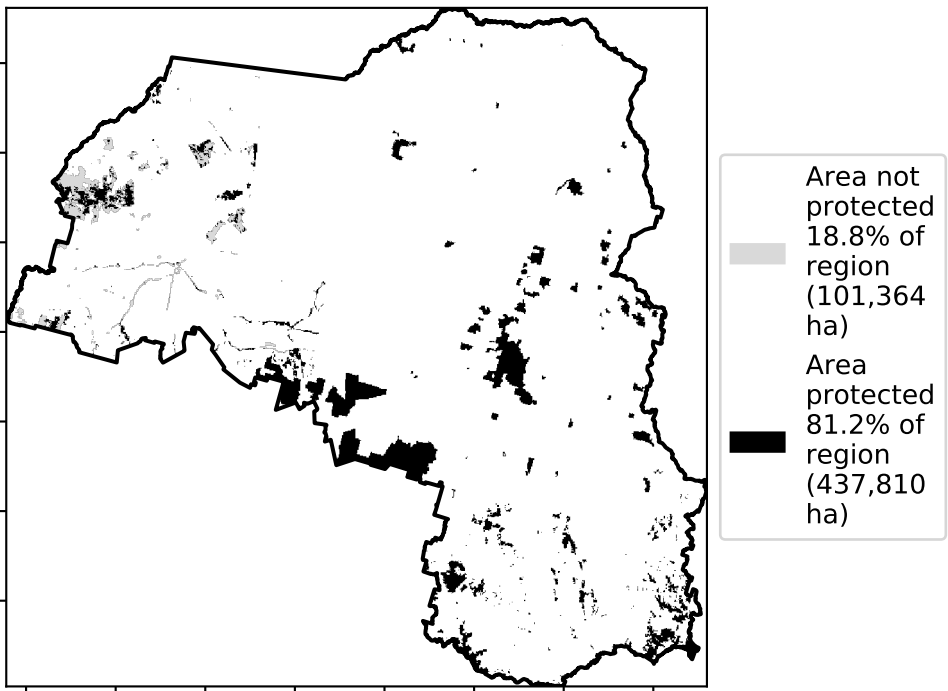 Area not
protected
18.8% of
region
(101,364
ha)
Area
protected
81.2% of
region
(437,810
ha)